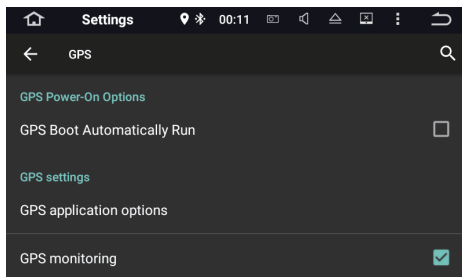 Settings 00:11
GPS
GPS Power-On Options
GPS Boot Automatically Run
GPS settings
GPS application options
GPS monitoring